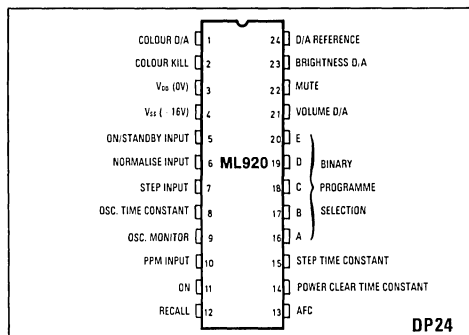 COLOUR D/A 1 24 D/A REFERENCE
COLOUR KILL 2 23 BRIGHTNESS D/A
VDD (0V) 3 22 MUTE
VSS (-16V) 4 21 VOLUME D/A
ON/STANDBY INPUT 5 20 E
NORMALISE INPUT 6 ML920 19 D BINARY
STEP INPUT 7 18 C PROGRAMME
OSC. TIME CONSTANT 8 17 B SELECTION
OSC. MONITOR 9 16 A
PPM INPUT 10 15 STEP TIME CONSTANT
ON 11 14 POWER CLEAR TIME CONSTANT
RECALL 12 13 AFC
DP24